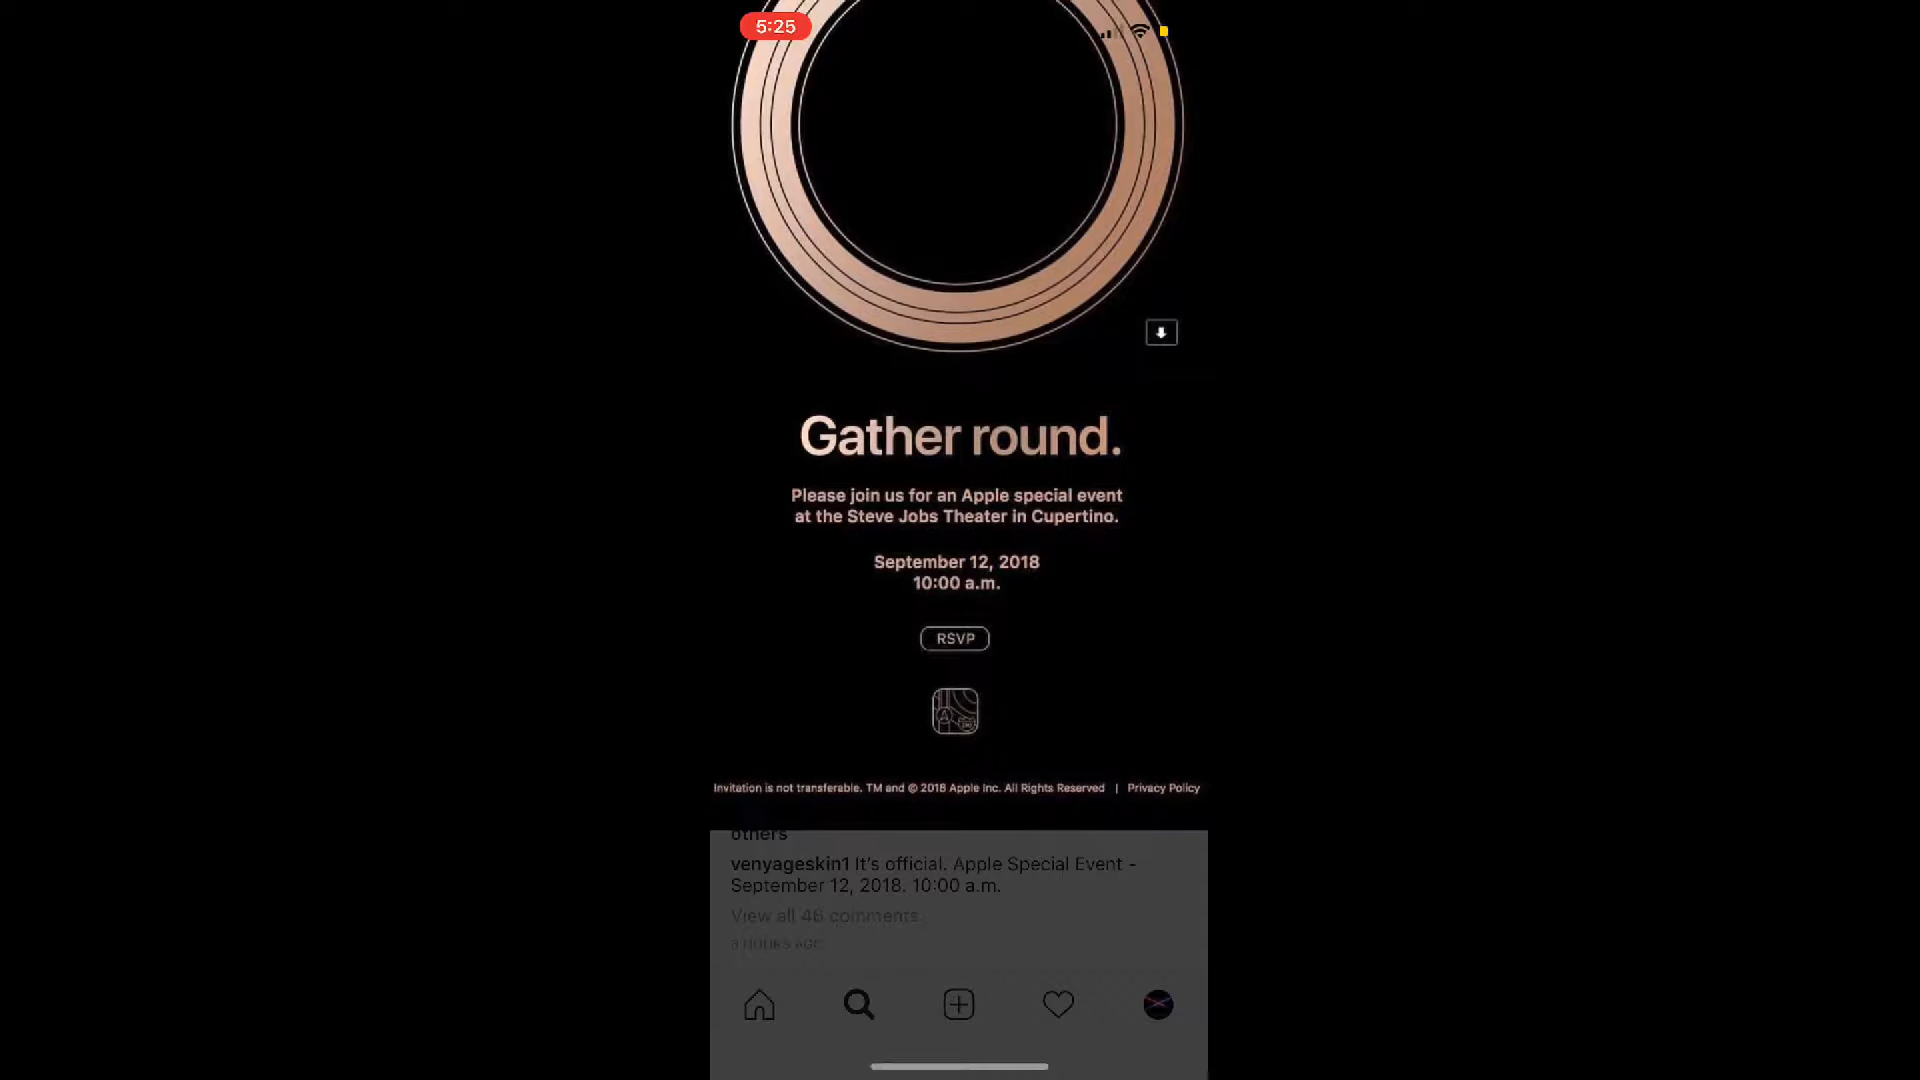 5:25
Gather round.
Please join us for an Apple special event
at the Steve Jobs Theater in Cupertino.
September 12, 2018
10:00 a.m.
RSVP
Invitation is not transferable. TM and © 2018 Apple Inc. All Rights Reserved | Privacy Policy
others
venyageskin1 It's official. Apple Special Event -
September 12, 2018. 10:00 a.m.
View all 46 comments
HOURS AGO